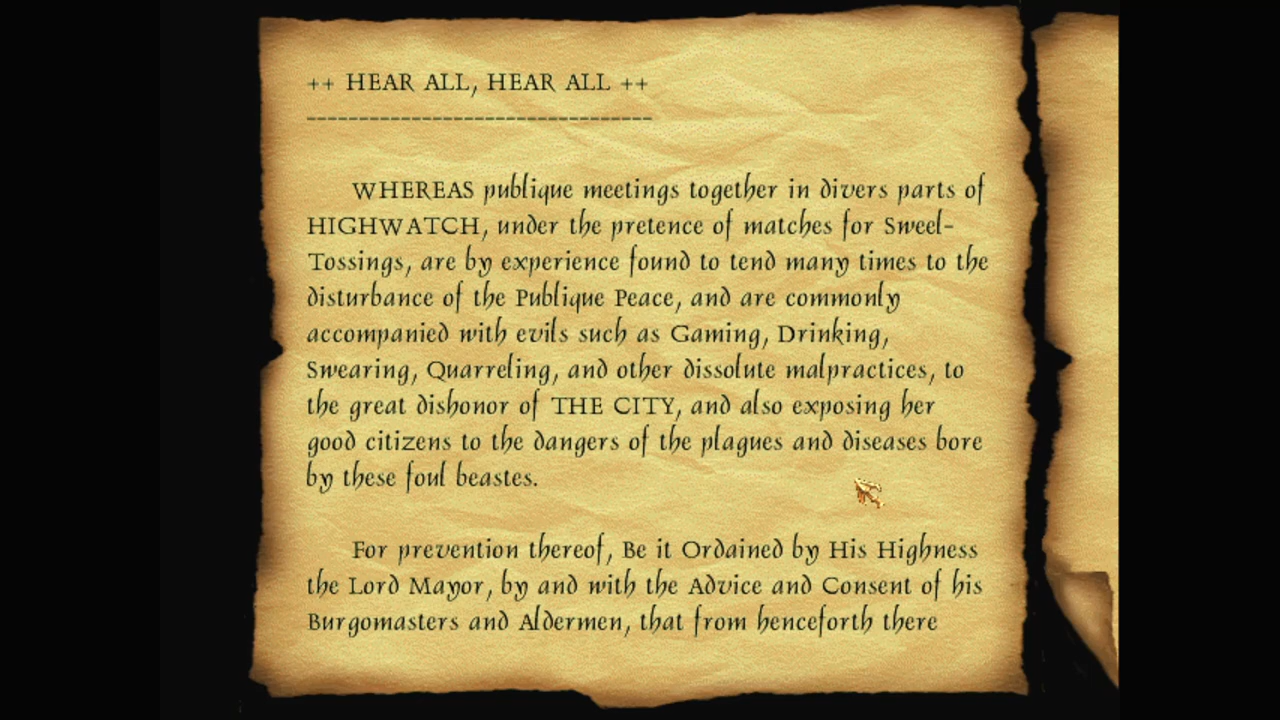 ++ HEAR ALL, HEAR ALL ++
---------------------------------
WHEREAS publique meetings together in divers parts of
HIGHWATCH, under the pretence of matches for Sweel-
Tossings, are by experience found to tend many times to the
disturbance of the Publique Peace, and are commonly
accompanied with evils such as Gaming, Drinking,
Swearing, Quarreling, and other dissolute malpractices, to
the great dishonor of THE CITY, and also exposing her
good citizens to the dangers of the plagues and diseases bore
by these foul beastes.
For prevention thereof, Be it Ordained by His Highness
the Lord Mayor, by and with the Advice and Consent of his
Burgomasters and Aldermen, that from henceforth there